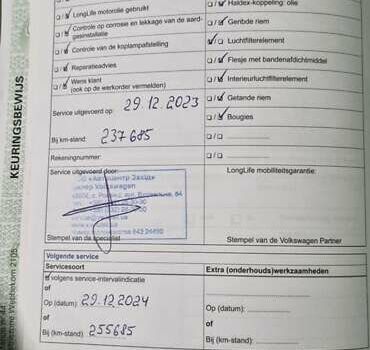 ❑/❑ Haldex-koppeling: olie
❑/☑ LongLife motorolie gebruikt
❑/❑ Geribde riem
❑/☑ Controle op corrosie en lekkage van de aard-
gasinstallatie
☑/❑ Luchtfilterelement
❑/☑ Controle van de koplampafstelling
❑/☑ Flesje met bandenafdichtmiddel
❑/☑ Reparatieadvies
❑/☑ Interieurluchtfilterelement
❑/☑ Wens klant
(ook op de werkorder vermelden)
❑/☑ Getande riem
Service uitgevoerd op: 29.12.2023
❑/☑ Bougies
Bij km-stand: 237685
❑/❑
Rekeningnummer:
❑/❑
Service uitgevoerd door:
LongLife mobiliteitsgarantie:
«Автоцентр Захід»
Volkswagen
Stempel van de specialist
Stempel van de Volkswagen Partner
Volgende service
Servicesoort
Extra (onderhouds)werkzaamheden
☑ volgens service-intervalindicatie
of
Op (datum): 29.12.2024
Op (datum):
of
of
Bij (km-stand): 255685
Bij (km-stand):
KEURINGSBEWIJS